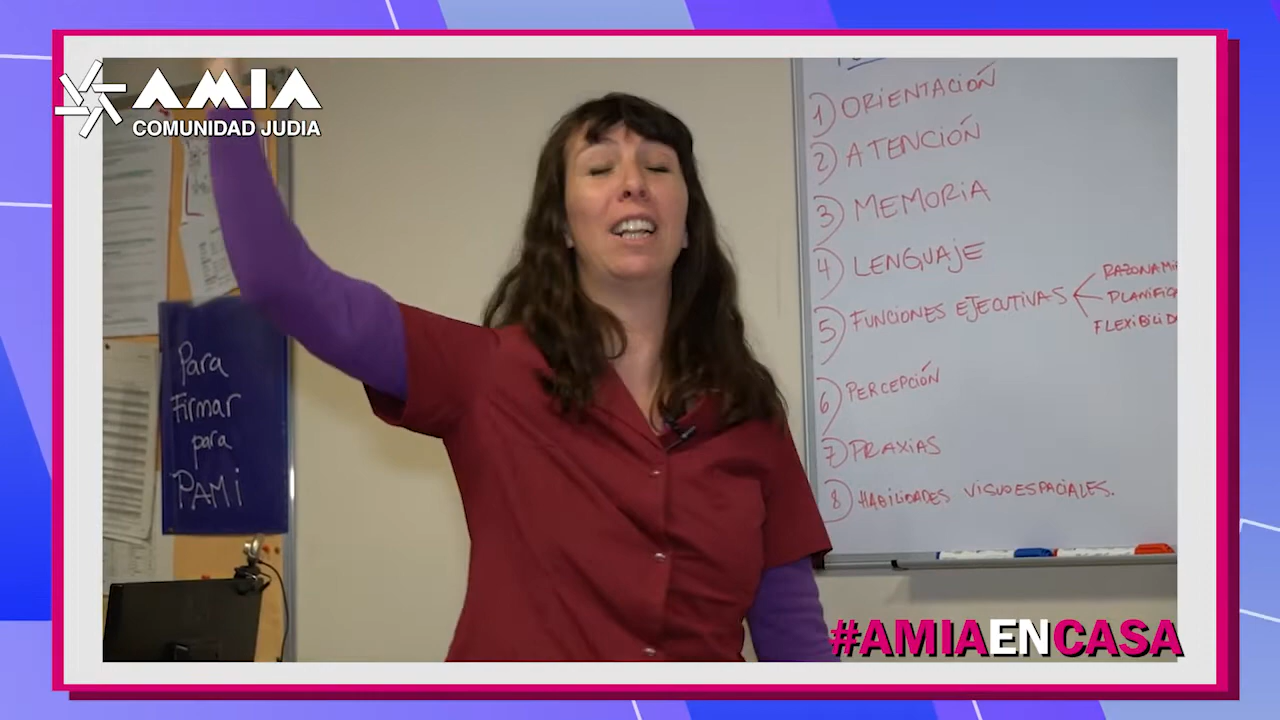 AMIA
COMUNIDAD JUDIA
Para
Firmar
para
PAMI
1) ORIENTACIÓN
2) ATENCIÓN
3) MEMORIA
4) LENGUAJE
5) FUNCIONES EJECUTIVAS
PLANIFICA
6) PERCEPCIÓN
7) PRAXIAS
8) HABILIDADES VISUOESPACIALES.
#AMIAENCASA